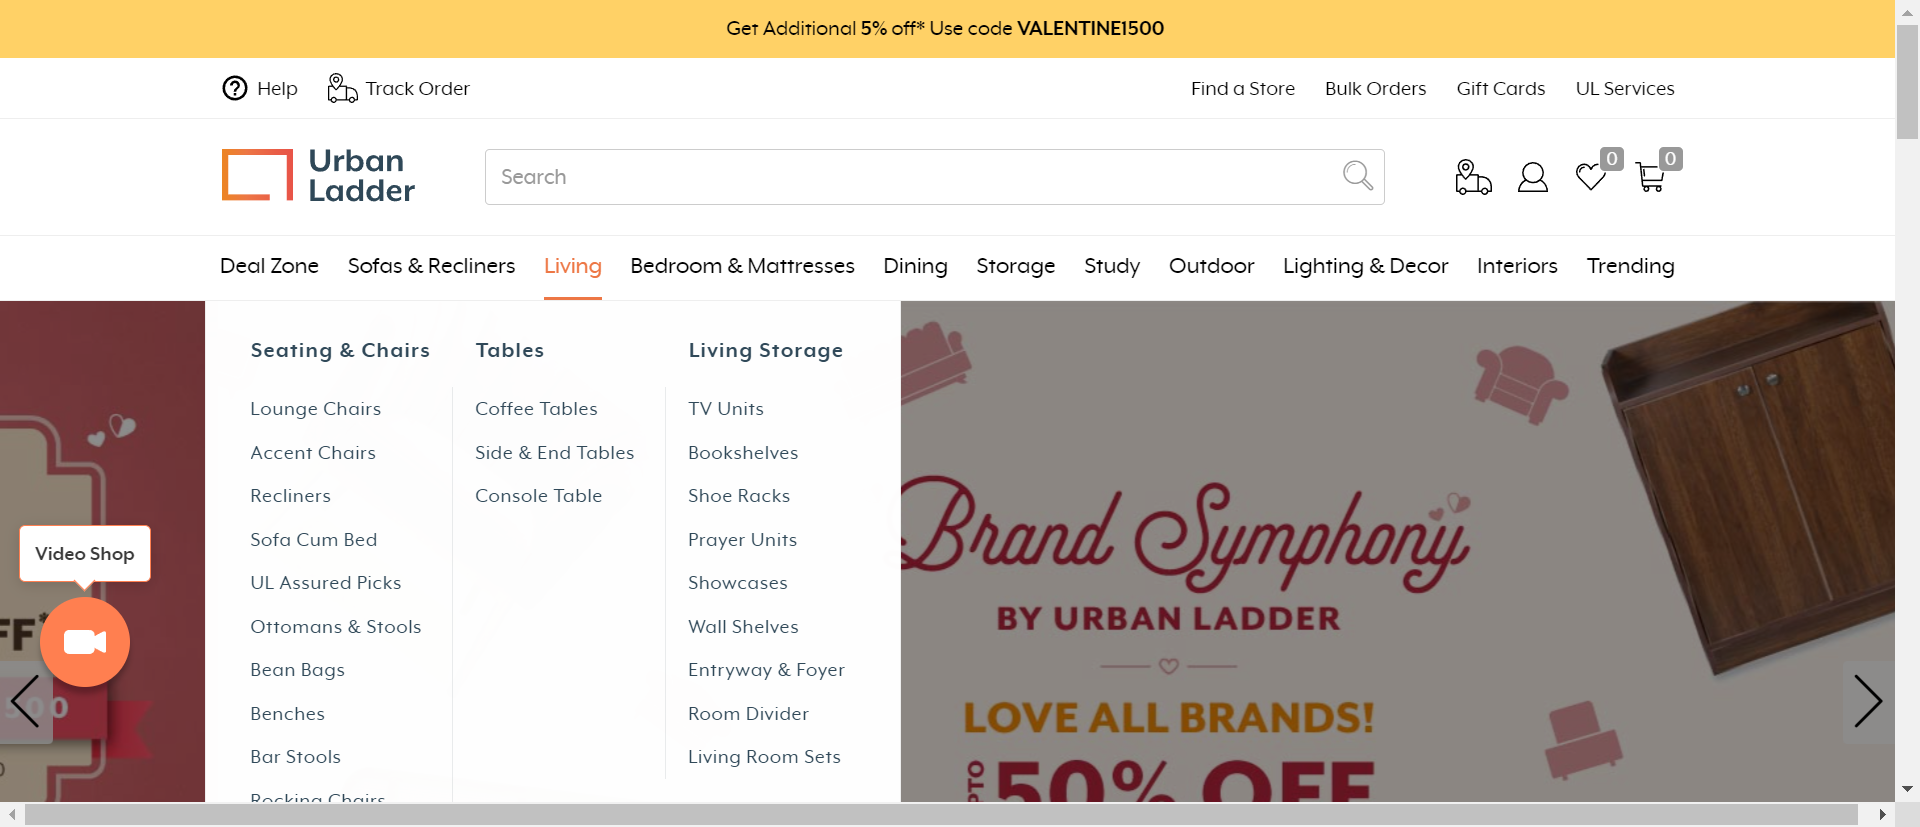 Get Additional 5% off* Use code VALENTINE1500
Help
Track Order
Find a Store
Bulk Orders
Gift Cards
UL Services
Urban
Ladder
Search
0
0
Deal Zone
Sofas & Recliners
Living
Bedroom & Mattresses
Dining
Storage
Study
Outdoor
Lighting & Decor
Interiors
Trending
Seating & Chairs
Lounge Chairs
Accent Chairs
Recliners
Sofa Cum Bed
UL Assured Picks
Ottomans & Stools
Bean Bags
Benches
Bar Stools
Rocking Chairs
Tables
Coffee Tables
Side & End Tables
Console Table
Living Storage
TV Units
Bookshelves
Shoe Racks
Prayer Units
Showcases
Wall Shelves
Entryway & Foyer
Room Divider
Living Room Sets
Video Shop
Brand Symphony
BY URBAN LADDER
LOVE ALL BRANDS!
UPTO 50% OFF